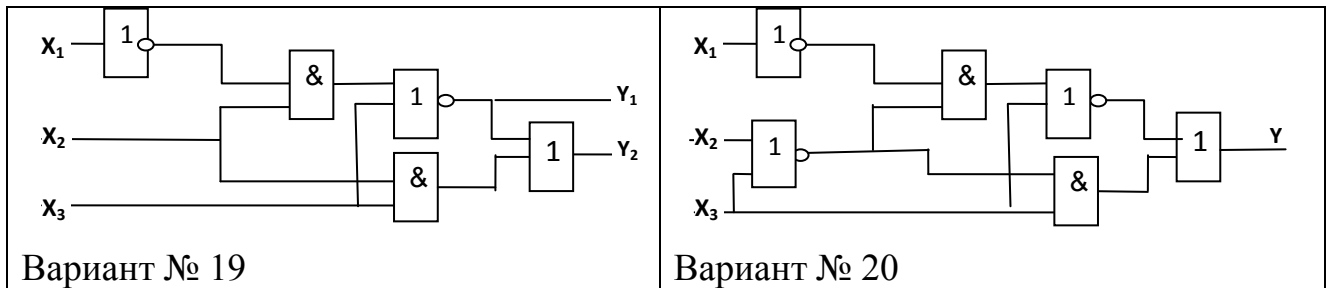 X₁ 1 & 1 Y₁
X₂ 1 Y₂
X₃ &
Вариант № 19
X₁ 1 & 1
-X₂ 1 1 Y
X₃ &
Вариант № 20